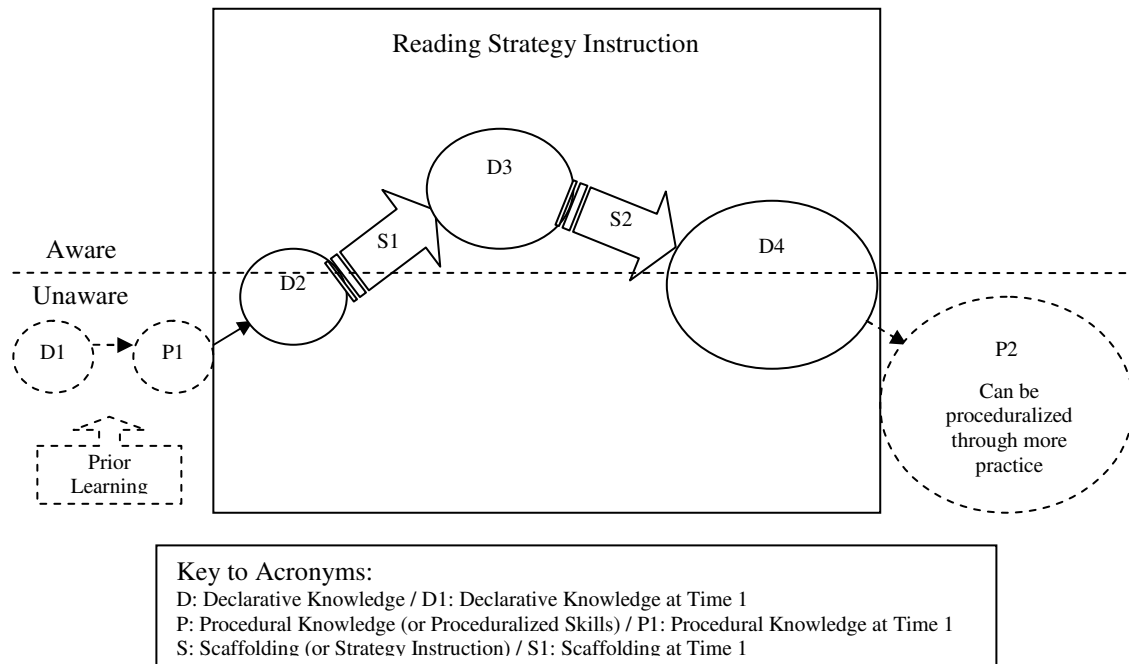 Reading Strategy Instruction
D3
S2
S1
D4
Aware
D2
Unaware
D1
P1
P2
Can be
proceduralized
through more
practice
Prior
Learning
Key to Acronyms:
D: Declarative Knowledge / D1: Declarative Knowledge at Time 1
P: Procedural Knowledge (or Proceduralized Skills) / P1: Procedural Knowledge at Time 1
S: Scaffolding (or Strategy Instruction) / S1: Scaffolding at Time 1